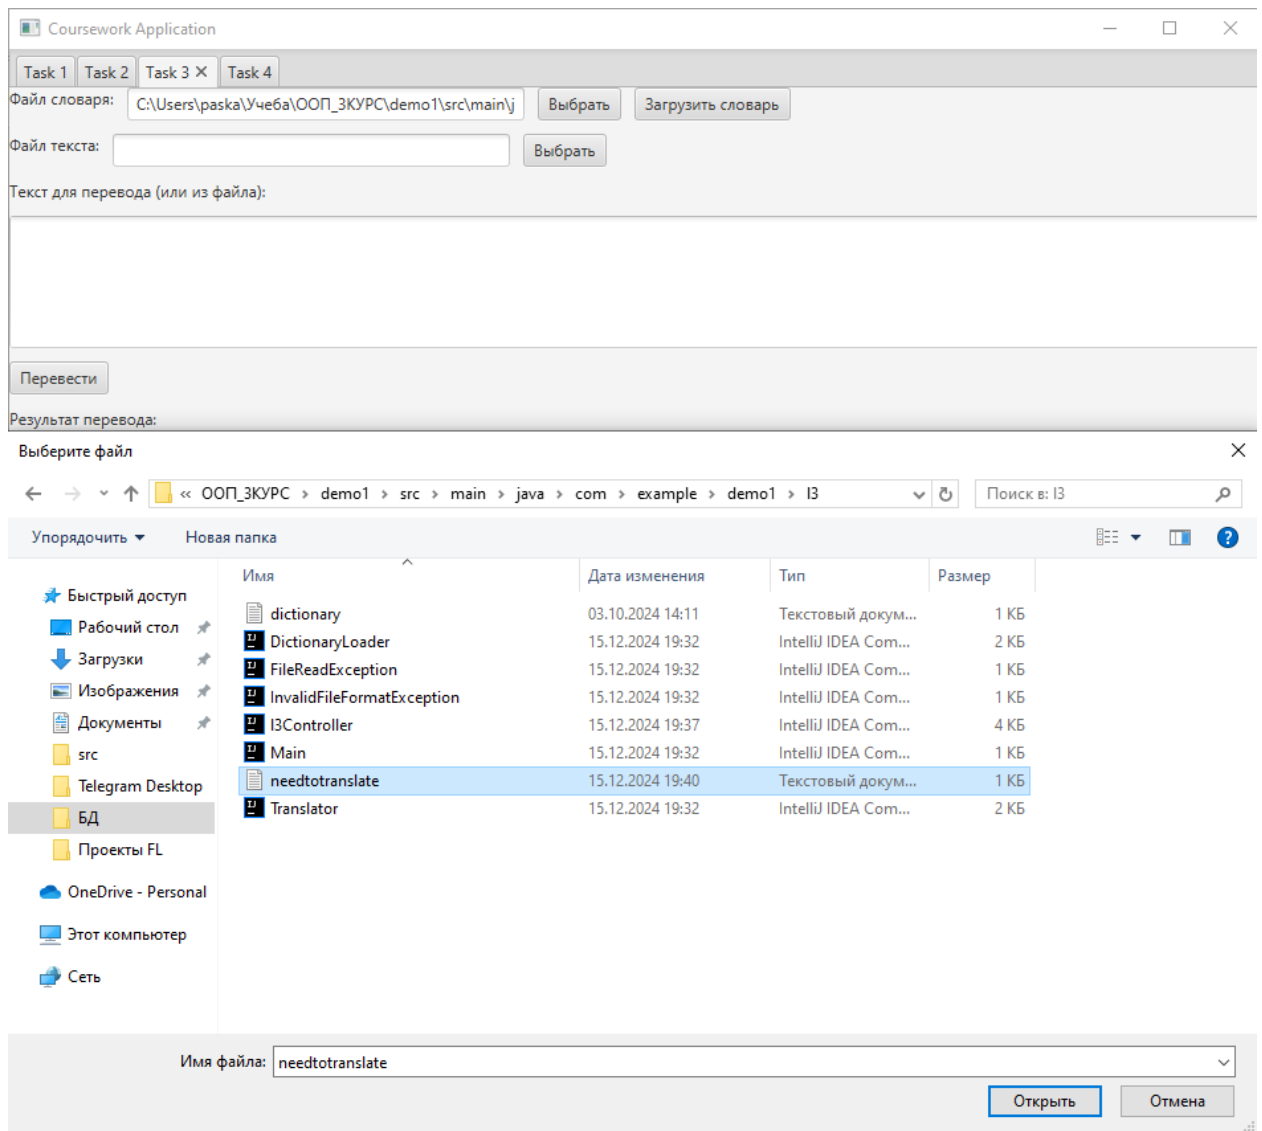 Coursework Application
Task 1 Task 2 Task 3 Task 4
Файл словаря: C:\Users\paska\Учеба\ООП_3КУРС\demo1\src\main\j Выбрать Загрузить словарь
Файл текста: Выбрать
Текст для перевода (или из файла):
Перевести
Результат перевода:
Выберите файл
« ООП_3КУРС › demo1 › src › main › java › com › example › demo1 › l3 Поиск в: l3
Упорядочить Новая папка
Имя Дата изменения Тип Размер
Быстрый доступ
Рабочий стол
Загрузки
Изображения
Документы
src
Telegram Desktop
БД
Проекты FL
OneDrive - Personal
Этот компьютер
Сеть
dictionary 03.10.2024 14:11 Текстовый докум... 1 КБ
DictionaryLoader 15.12.2024 19:32 IntelliJ IDEA Com... 2 КБ
FileReadException 15.12.2024 19:32 IntelliJ IDEA Com... 1 КБ
InvalidFileFormatException 15.12.2024 19:32 IntelliJ IDEA Com... 1 КБ
l3Controller 15.12.2024 19:37 IntelliJ IDEA Com... 4 КБ
Main 15.12.2024 19:32 IntelliJ IDEA Com... 1 КБ
needtotranslate 15.12.2024 19:40 Текстовый докум... 1 КБ
Translator 15.12.2024 19:32 IntelliJ IDEA Com... 2 КБ
Имя файла: needtotranslate
Открыть Отмена